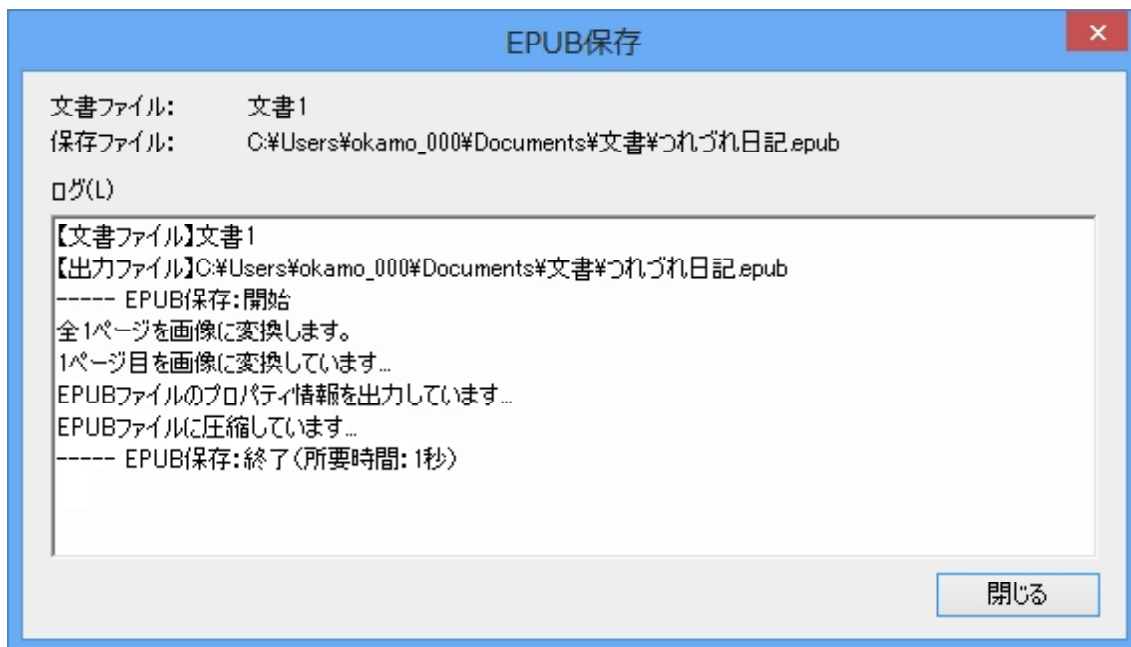 EPUB保存
文書ファイル: 文書1
保存ファイル: C:¥Users¥okamo_000¥Documents¥文書¥つれづれ日記.epub
ログ(L)
【文書ファイル】文書1
【出力ファイル】C:¥Users¥okamo_000¥Documents¥文書¥つれづれ日記.epub
----- EPUB保存:開始
全1ページを画像に変換します。
1ページ目を画像に変換しています...
EPUBファイルのプロパティ情報を出力しています...
EPUBファイルに圧縮しています...
----- EPUB保存:終了(所要時間:1秒)
閉じる